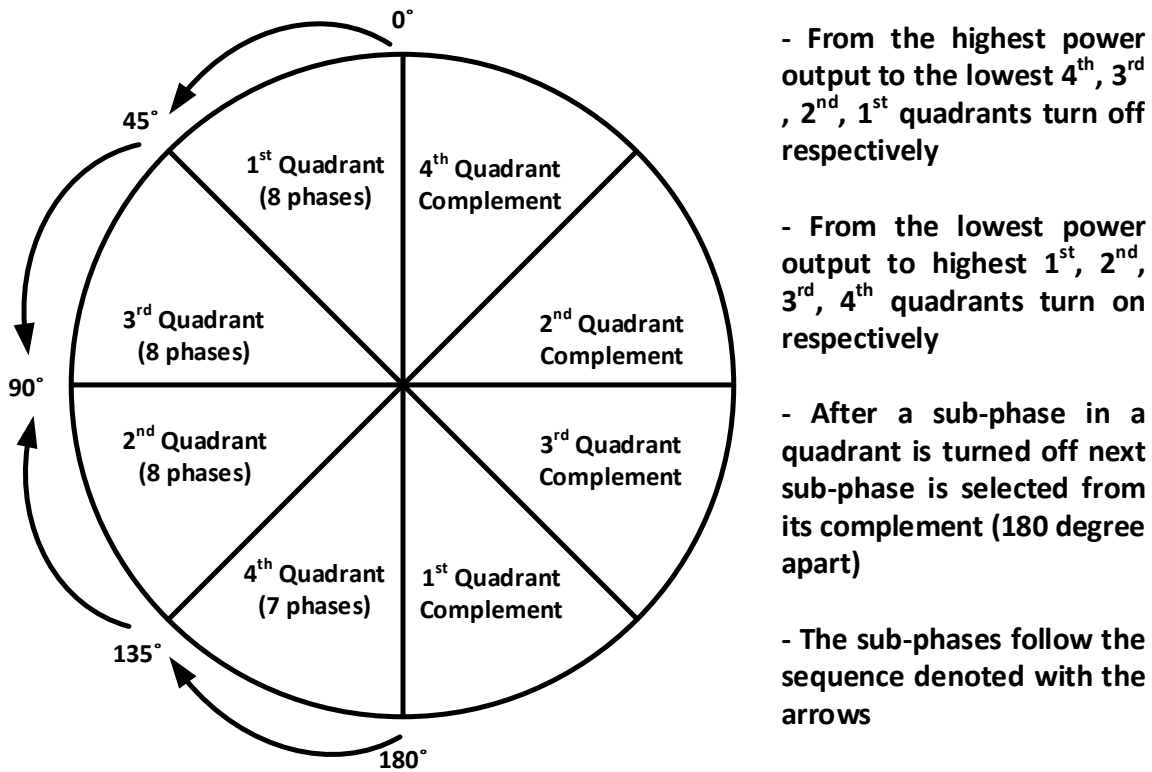 0°
45°
1st Quadrant
(8 phases)
4th Quadrant
Complement
3rd Quadrant
(8 phases)
2nd Quadrant
Complement
90°
2nd Quadrant
(8 phases)
3rd Quadrant
Complement
4th Quadrant
(7 phases)
1st Quadrant
Complement
135°
180°
- From the highest power
output to the lowest 4th, 3rd
, 2nd, 1st quadrants turn off
respectively
- From the lowest power
output to highest 1st, 2nd,
3rd, 4th quadrants turn on
respectively
- After a sub-phase in a
quadrant is turned off next
sub-phase is selected from
its complement (180 degree
apart)
- The sub-phases follow the
sequence denoted with the
arrows